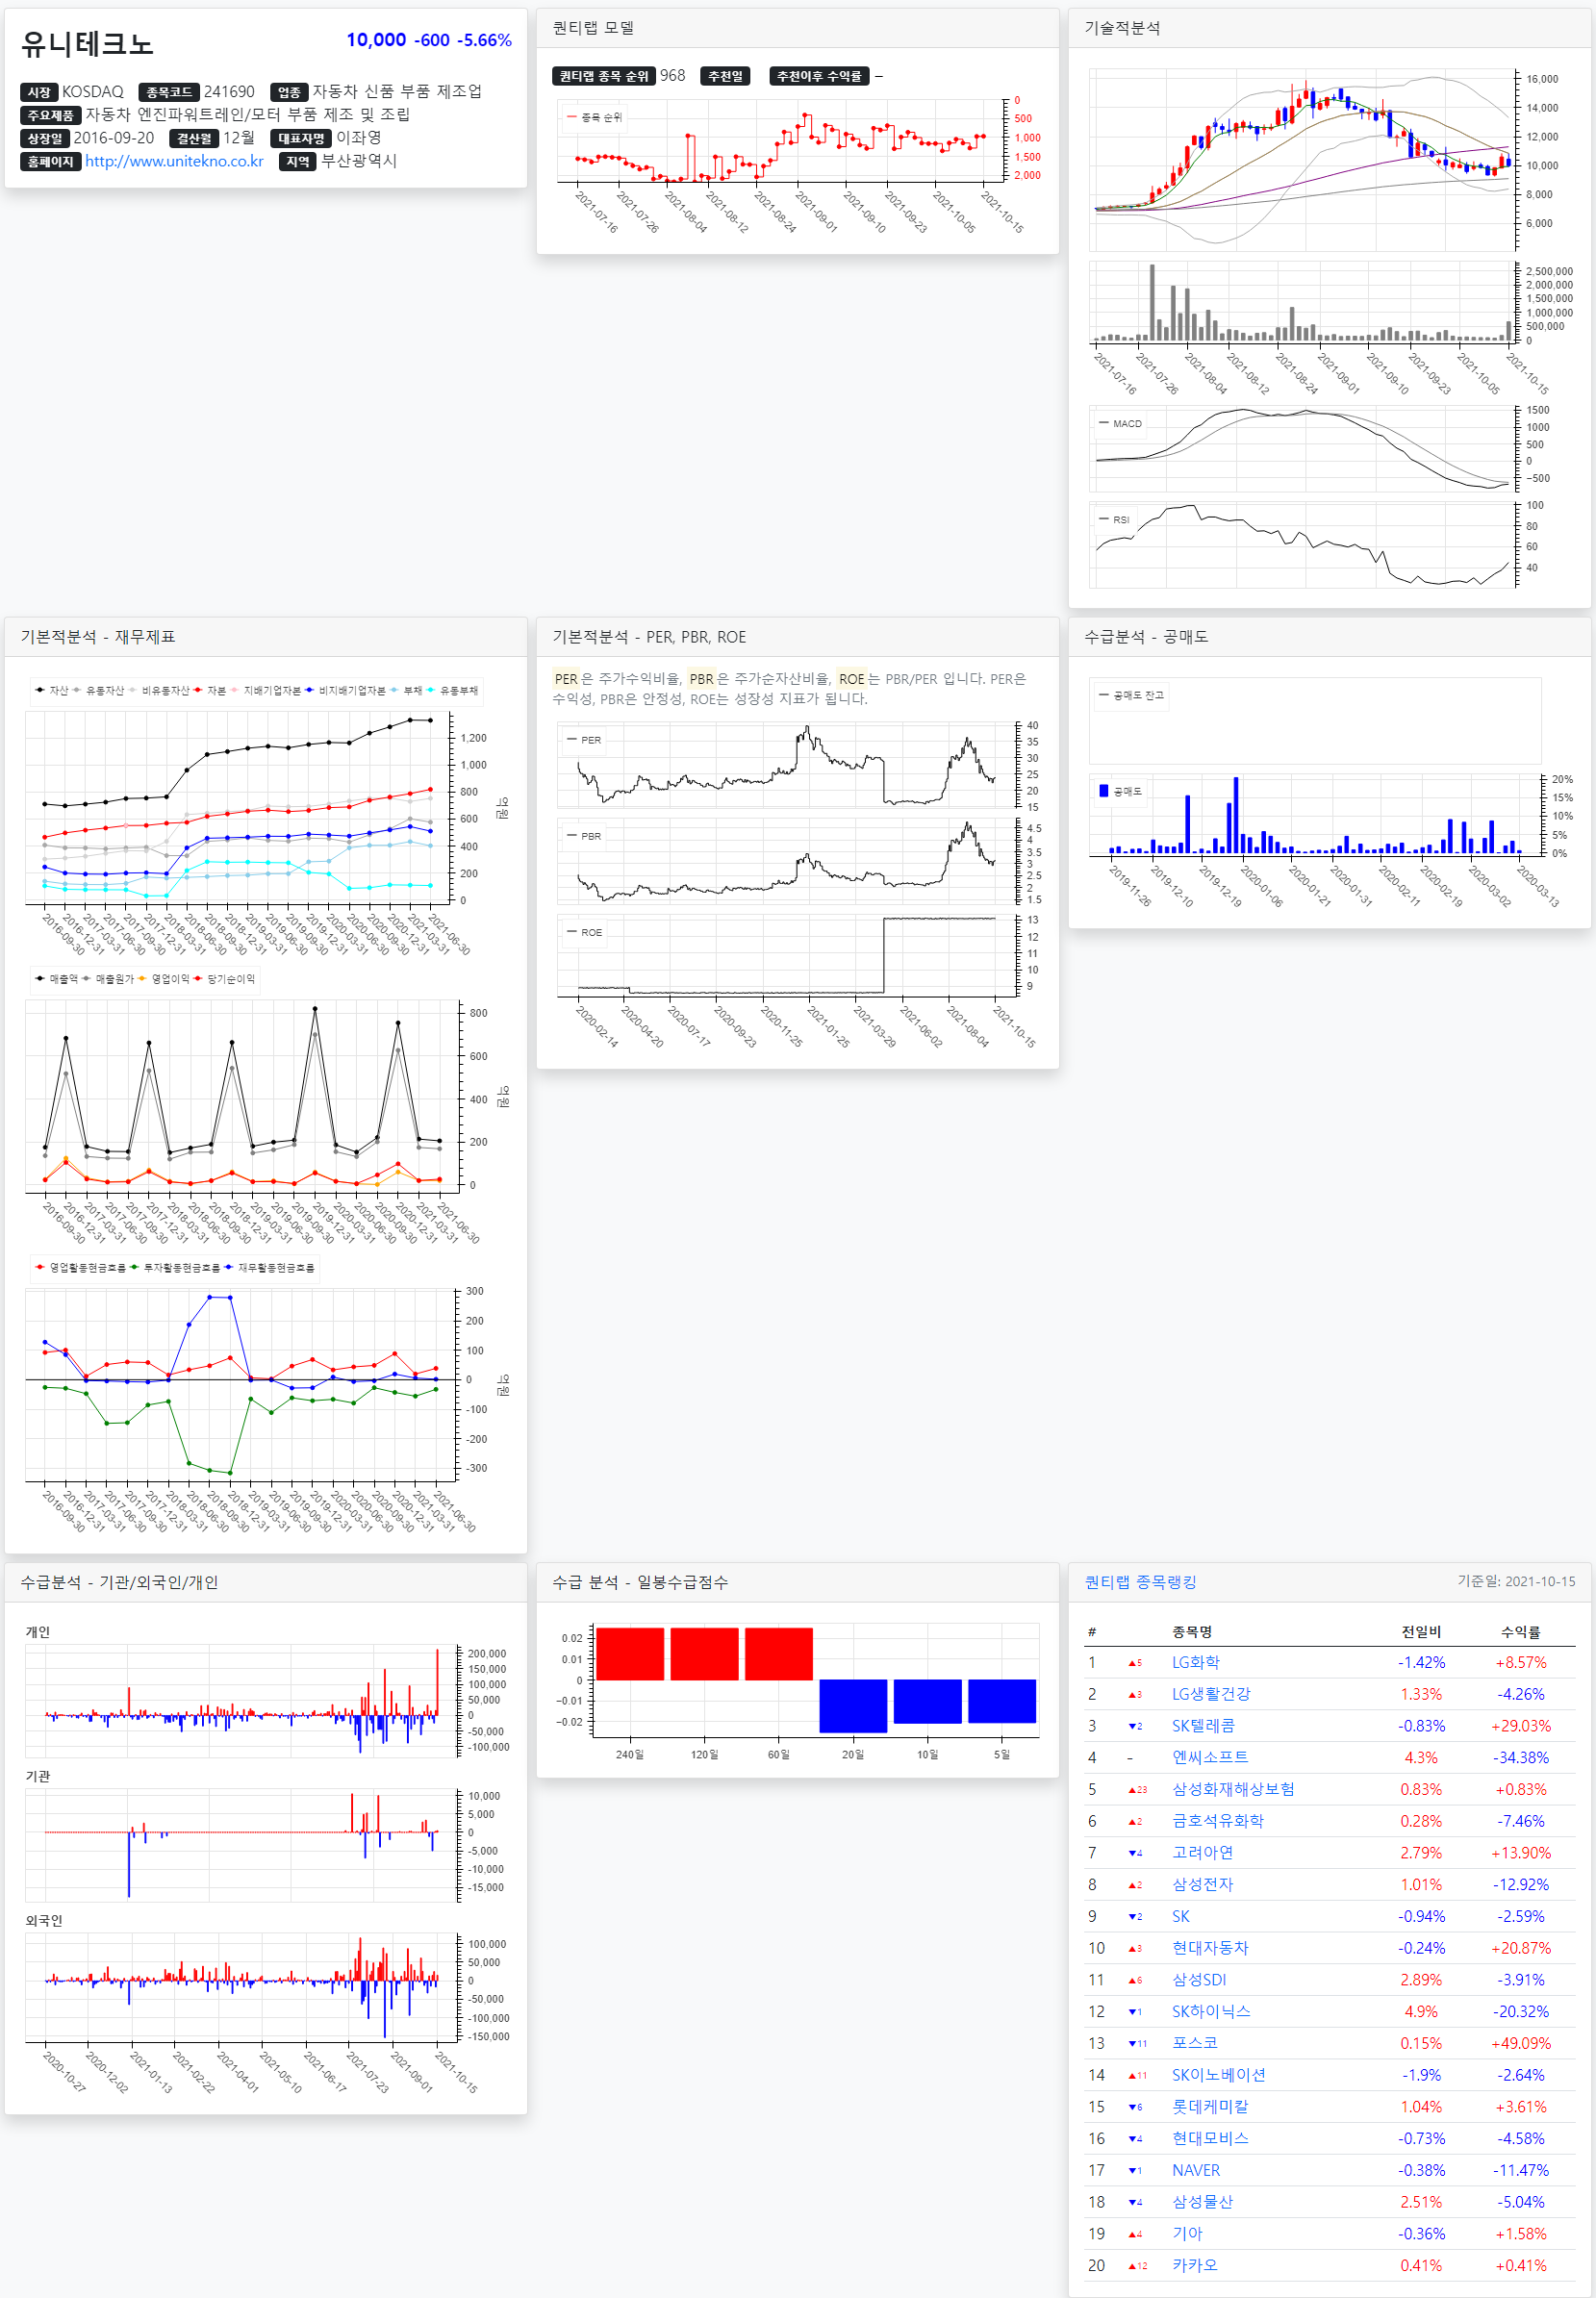 유니테크노
10,000 -600 -5.66%
시장 KOSDAQ 종목코드 241690 업종 자동차 신품 부품 제조업
주요제품 자동차 엔진파워트레인/모터 부품 제조 및 조립
상장일 2016-09-20 결산월 12월 대표자명 이좌영
홈페이지 http://www.unitekno.co.kr 지역 부산광역시
퀀티랩 모델
퀀티랩 종목 순위 968 추천일 추천이후 수익률 –
종목 순위
0
500
1,000
1,500
2,000
2021-07-16 2021-07-26 2021-08-04 2021-08-12 2021-08-24 2021-09-01 2021-09-10 2021-09-23 2021-10-05 2021-10-15
기술적분석
16,000
14,000
12,000
10,000
8,000
6,000
2,500,000
2,000,000
1,500,000
1,000,000
500,000
0
2021-07-16 2021-07-26 2021-08-04 2021-08-12 2021-08-24 2021-09-01 2021-09-10 2021-09-23 2021-10-05 2021-10-15
MACD
1500
1000
500
0
-500
RSI
100
80
60
40
기본적분석 - 재무제표
자산 유동자산 비유동자산 자본 지배기업자본 비지배기업자본 부채 유동부채
1,200
1,000
800
600
400
200
0
억원
2016-09-30 2016-12-31 2017-03-31 2017-06-30 2017-09-30 2017-12-31 2018-03-31 2018-06-30 2018-09-30 2018-12-31 2019-03-31 2019-06-30 2019-09-30 2019-12-31 2020-03-31 2020-06-30 2020-09-30 2020-12-31 2021-03-31 2021-06-30
매출액 매출원가 영업이익 당기순이익
800
600
400
200
0
억원
2016-09-30 2016-12-31 2017-03-31 2017-06-30 2017-09-30 2017-12-31 2018-03-31 2018-06-30 2018-09-30 2018-12-31 2019-03-31 2019-06-30 2019-09-30 2019-12-31 2020-03-31 2020-06-30 2020-09-30 2020-12-31 2021-03-31 2021-06-30
영업활동현금흐름 투자활동현금흐름 재무활동현금흐름
300
200
100
0
-100
-200
-300
억원
2016-09-30 2016-12-31 2017-03-31 2017-06-30 2017-09-30 2017-12-31 2018-03-31 2018-06-30 2018-09-30 2018-12-31 2019-03-31 2019-06-30 2019-09-30 2019-12-31 2020-03-31 2020-06-30 2020-09-30 2020-12-31 2021-03-31 2021-06-30
기본적분석 - PER, PBR, ROE
PER은 주가수익비율, PBR은 주가순자산비율, ROE는 PBR/PER 입니다. PER은
수익성, PBR은 안정성, ROE는 성장성 지표가 됩니다.
PER
40
35
30
25
20
15
PBR
4.5
4
3.5
3
2.5
2
1.5
ROE
13
12
11
10
9
2020-02-14 2020-04-20 2020-07-17 2020-09-23 2020-11-25 2021-01-25 2021-03-29 2021-06-02 2021-08-04 2021-10-15
수급분석 - 공매도
공매도 잔고
공매도
20%
15%
10%
5%
0%
2019-11-26 2019-12-10 2019-12-19 2020-01-06 2020-01-21 2020-01-31 2020-02-11 2020-02-19 2020-03-02 2020-03-13
수급분석 - 기관/외국인/개인
개인
200,000
150,000
100,000
50,000
0
-50,000
-100,000
기관
10,000
5,000
0
-5,000
-10,000
-15,000
외국인
100,000
50,000
0
-50,000
-100,000
-150,000
2020-10-27 2020-12-02 2021-01-13 2021-02-22 2021-04-01 2021-05-10 2021-06-17 2021-07-23 2021-09-01 2021-10-15
수급 분석 - 일봉수급점수
0.02
0.01
0
-0.01
-0.02
240일 120일 60일 20일 10일 5일
퀀티랩 종목랭킹 기준일: 2021-10-15
# 종목명 전일비 수익률
1 ▲5 LG화학 -1.42% +8.57%
2 ▲3 LG생활건강 1.33% -4.26%
3 ▼2 SK텔레콤 -0.83% +29.03%
4 - 엔씨소프트 4.3% -34.38%
5 ▲23 삼성화재해상보험 0.83% +0.83%
6 ▲2 금호석유화학 0.28% -7.46%
7 ▼4 고려아연 2.79% +13.90%
8 ▲2 삼성전자 1.01% -12.92%
9 ▼2 SK -0.94% -2.59%
10 ▲3 현대자동차 -0.24% +20.87%
11 ▲6 삼성SDI 2.89% -3.91%
12 ▼1 SK하이닉스 4.9% -20.32%
13 ▼11 포스코 0.15% +49.09%
14 ▲11 SK이노베이션 -1.9% -2.64%
15 ▼6 롯데케미칼 1.04% +3.61%
16 ▼4 현대모비스 -0.73% -4.58%
17 ▼1 NAVER -0.38% -11.47%
18 ▼4 삼성물산 2.51% -5.04%
19 ▲4 기아 -0.36% +1.58%
20 ▲12 카카오 0.41% +0.41%